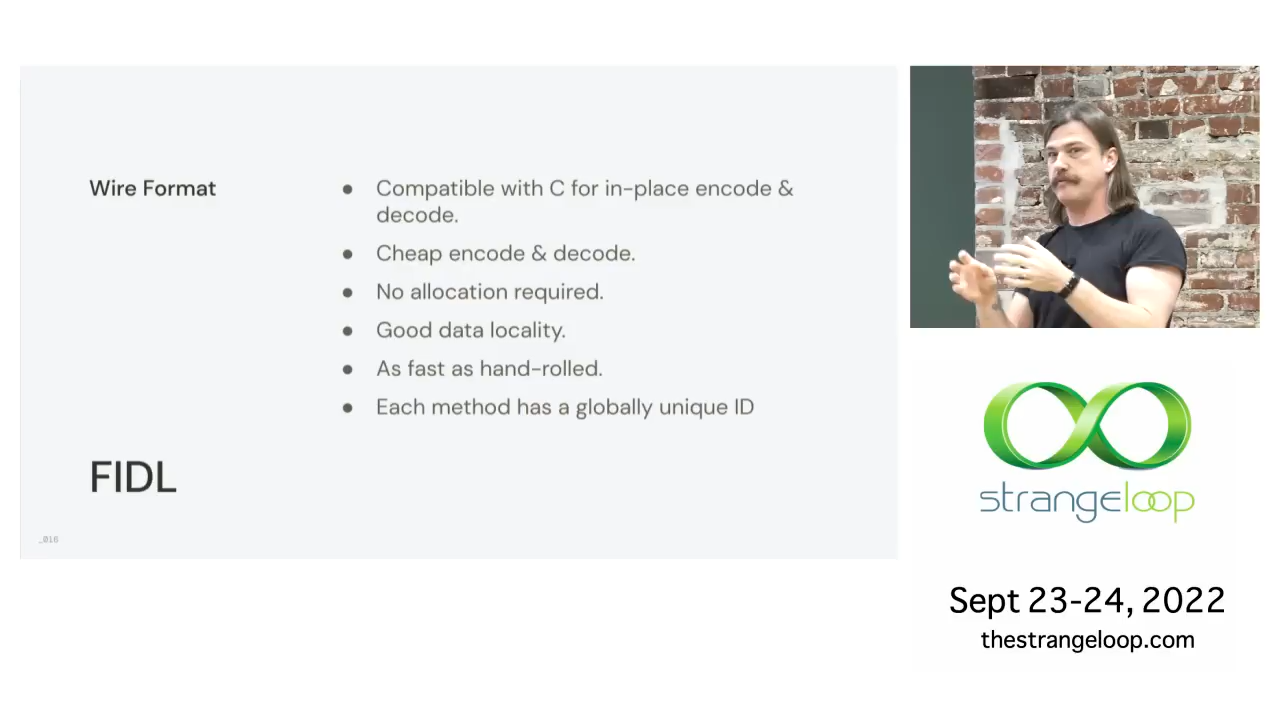 Wire Format
● Compatible with C for in-place encode &
decode.
● Cheap encode & decode.
● No allocation required.
● Good data locality.
● As fast as hand-rolled.
● Each method has a globally unique ID
FIDL
_016
strangeloop
Sept 23-24, 2022
thestrangeloop.com